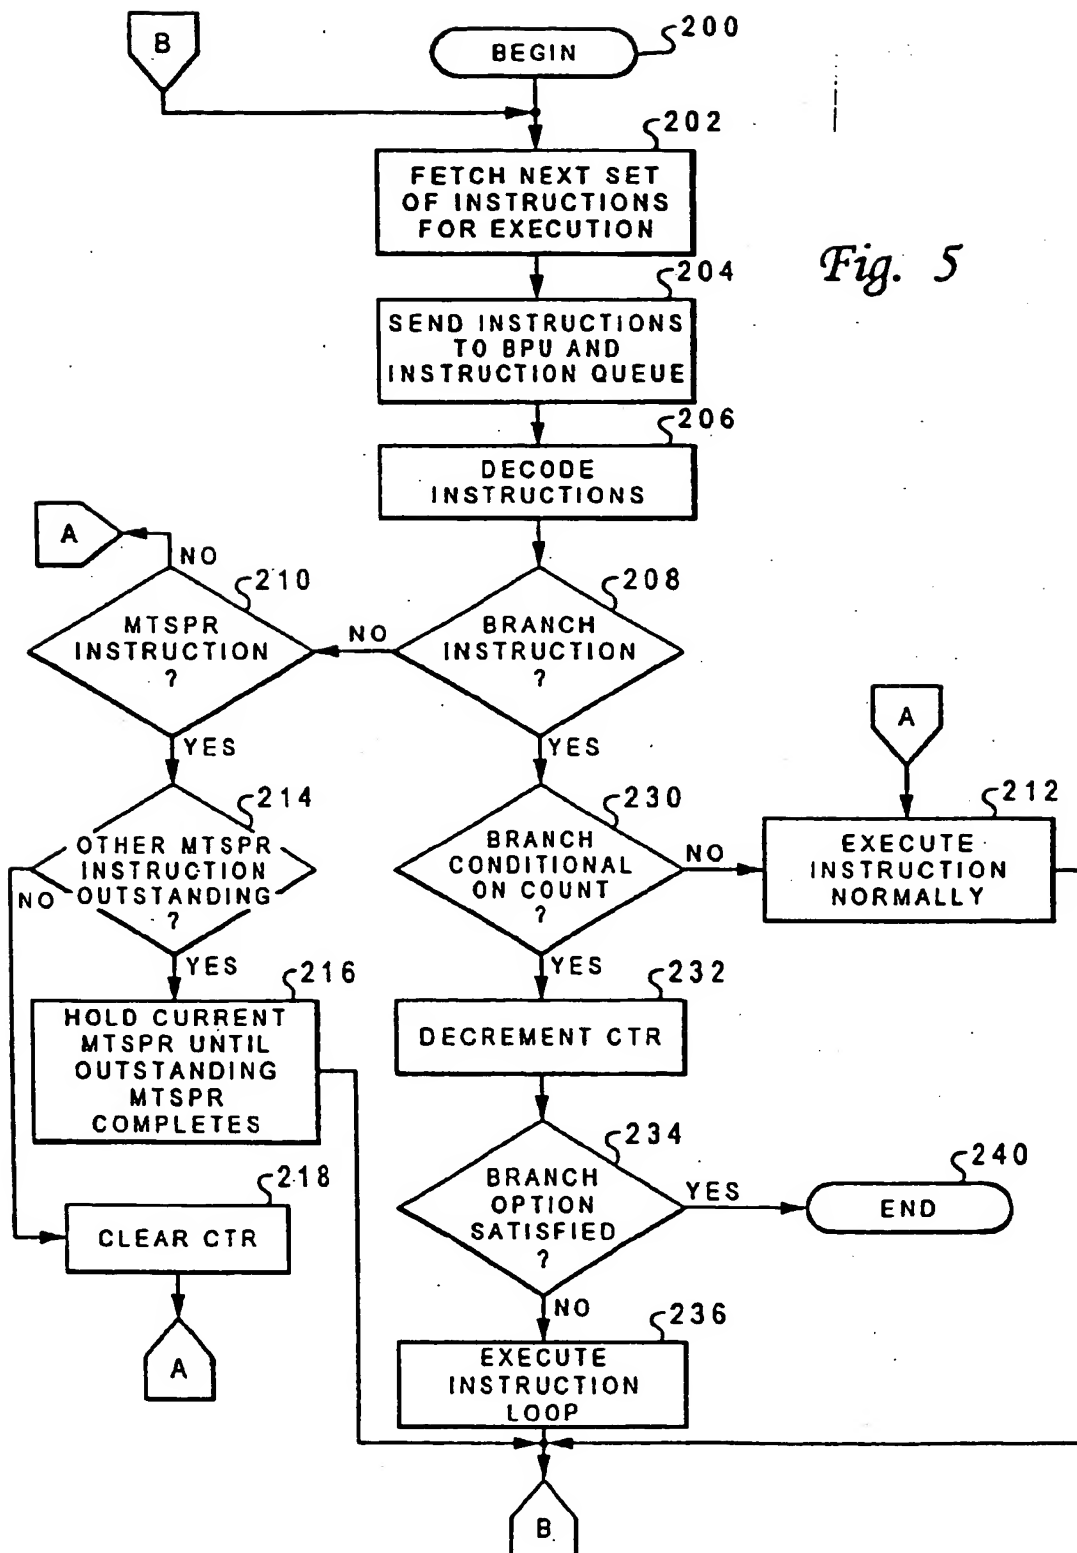 B
BEGIN
200
202
FETCH NEXT SET
OF INSTRUCTIONS
FOR EXECUTION
Fig. 5
204
SEND INSTRUCTIONS
TO BPU AND
INSTRUCTION QUEUE
206
DECODE
INSTRUCTIONS
A
NO
210
MTSPR
INSTRUCTION
?
NO
208
BRANCH
INSTRUCTION
?
YES
YES
A
214
OTHER MTSPR
INSTRUCTION
OUTSTANDING
?
NO
230
BRANCH
CONDITIONAL
ON COUNT
?
NO
212
EXECUTE
INSTRUCTION
NORMALLY
YES
YES
216
HOLD CURRENT
MTSPR UNTIL
OUTSTANDING
MTSPR
COMPLETES
232
DECREMENT CTR
234
BRANCH
OPTION
SATISFIED
?
YES
240
END
218
CLEAR CTR
NO
A
236
EXECUTE
INSTRUCTION
LOOP
B